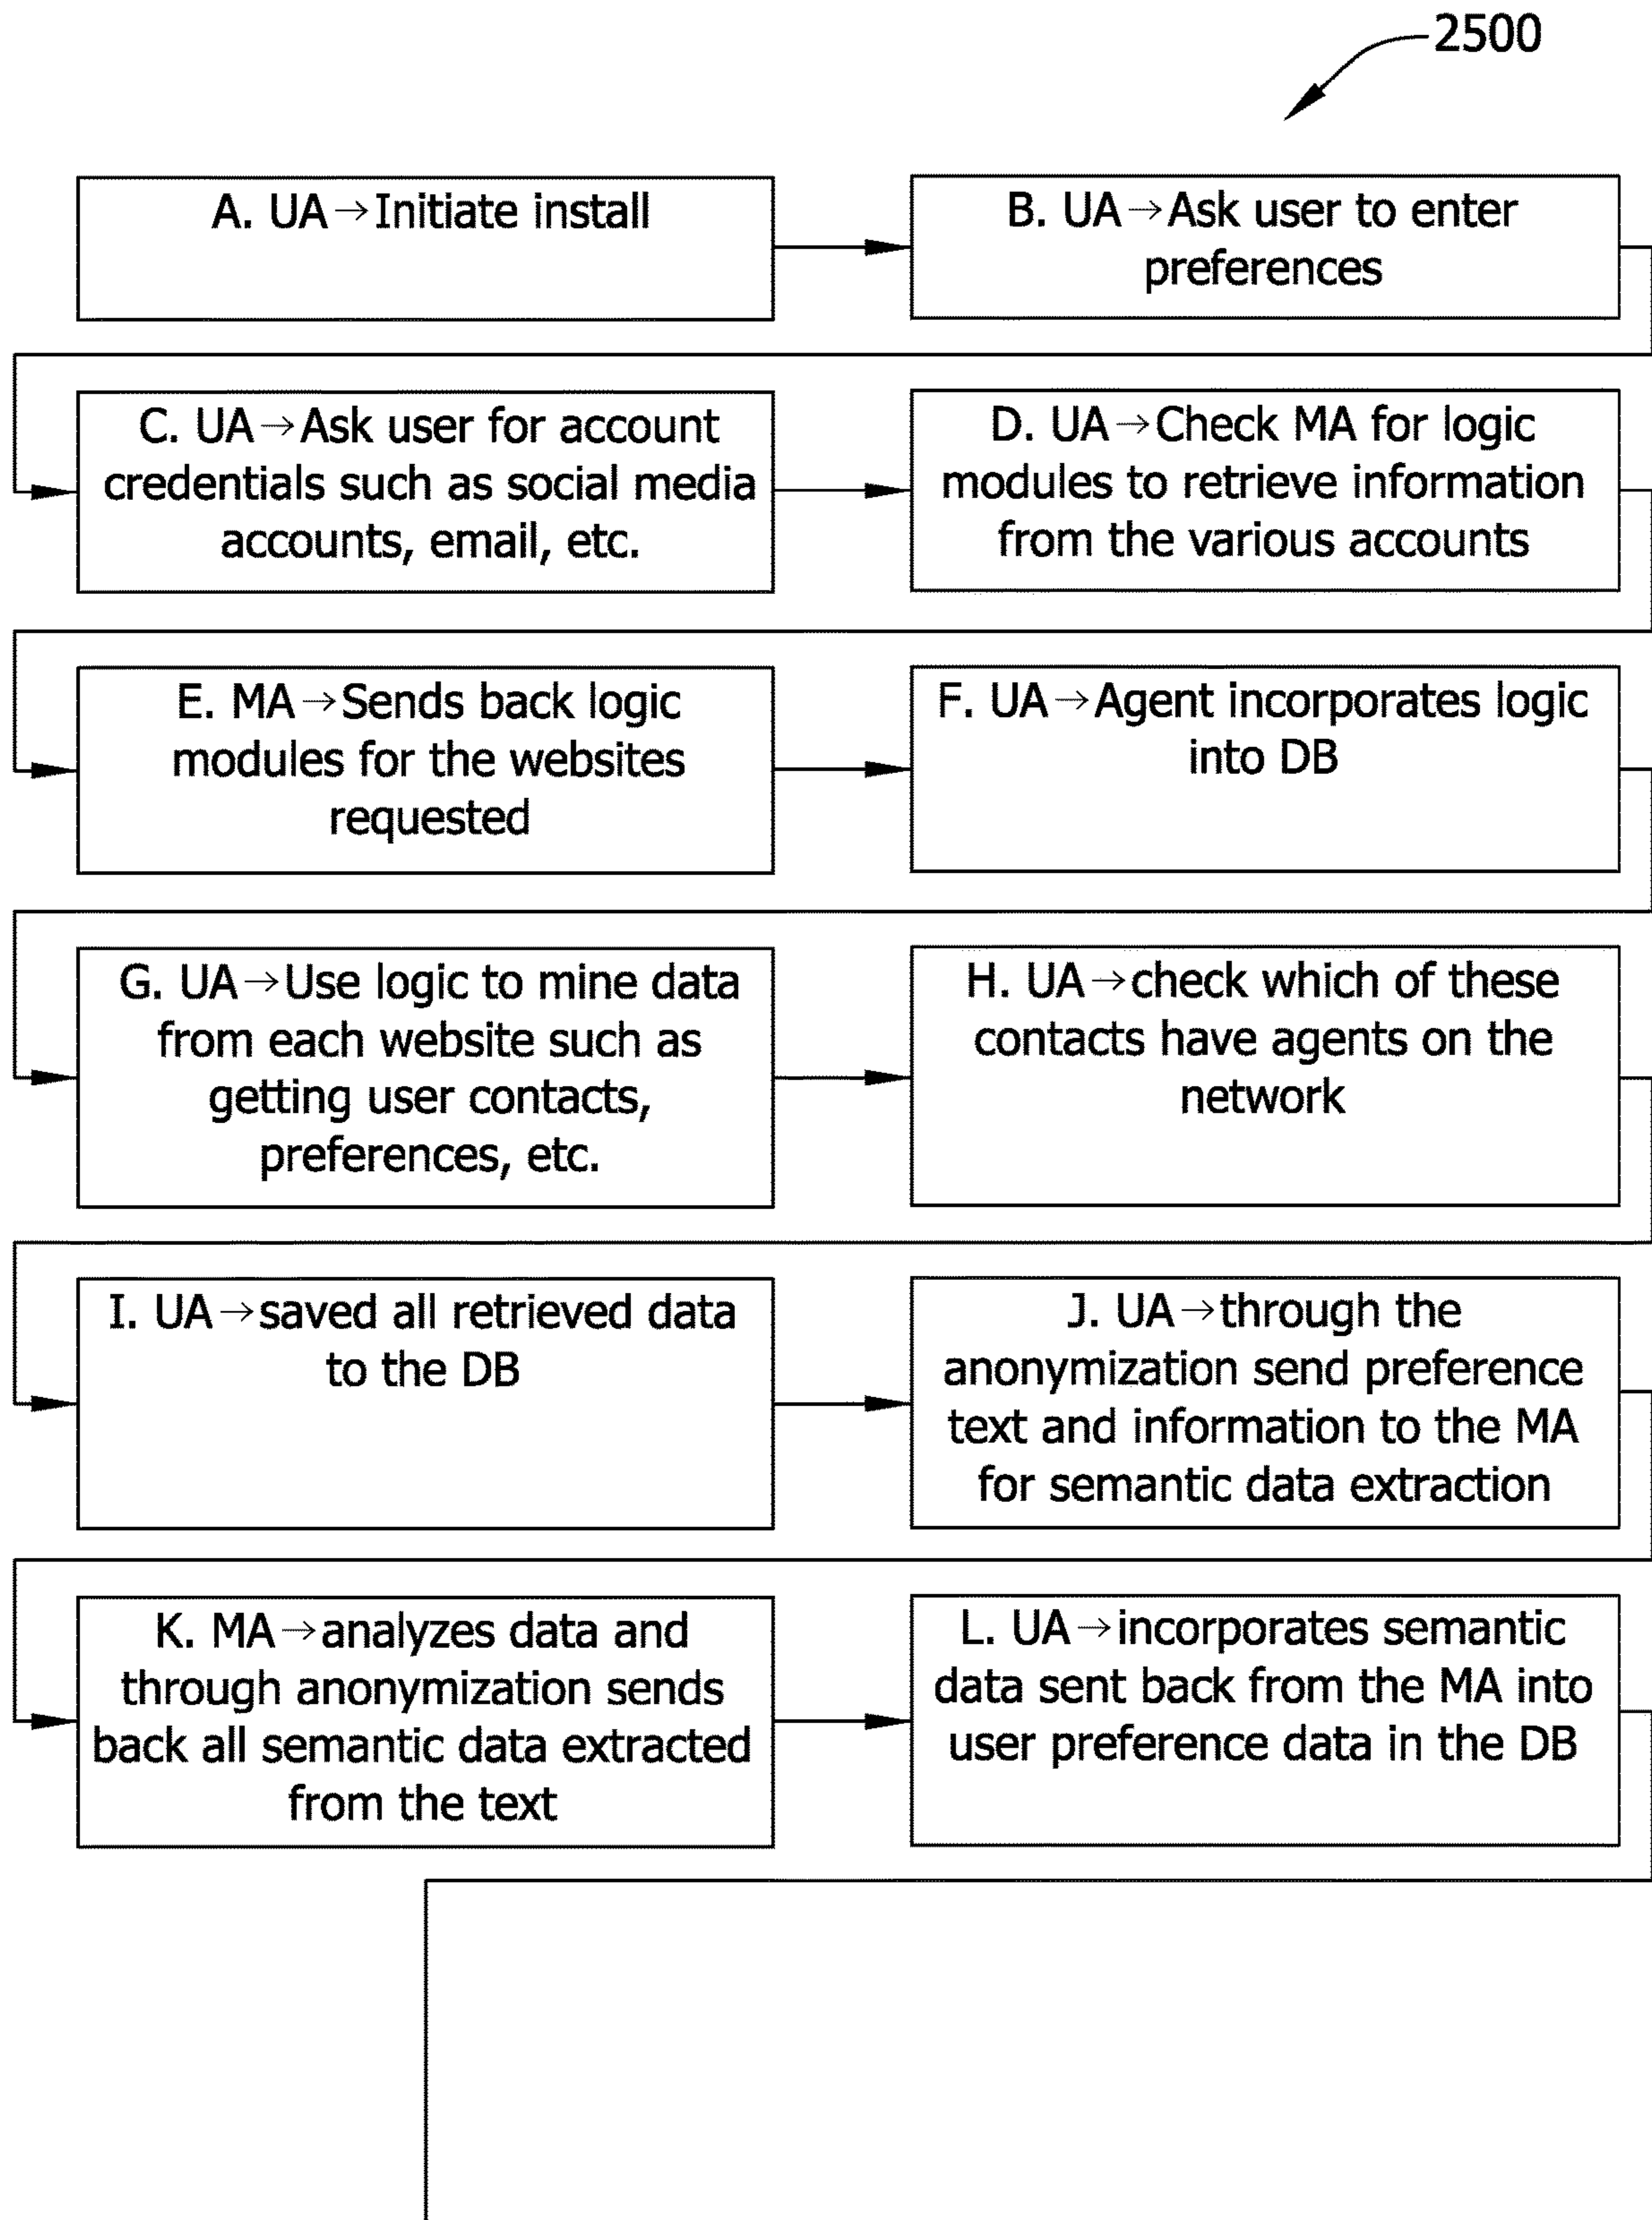 2500
A. UA→Initiate install
B. UA→Ask user to enter
preferences
C. UA→Ask user for account
credentials such as social media
accounts, email, etc.
D. UA→Check MA for logic
modules to retrieve information
from the various accounts
E. MA→Sends back logic
modules for the websites
requested
F. UA→Agent incorporates logic
into DB
G. UA→Use logic to mine data
from each website such as
getting user contacts,
preferences, etc.
H. UA→check which of these
contacts have agents on the
network
I. UA→saved all retrieved data
to the DB
J. UA→through the
anonymization send preference
text and information to the MA
for semantic data extraction
K. MA→analyzes data and
through anonymization sends
back all semantic data extracted
from the text
L. UA→incorporates semantic
data sent back from the MA into
user preference data in the DB